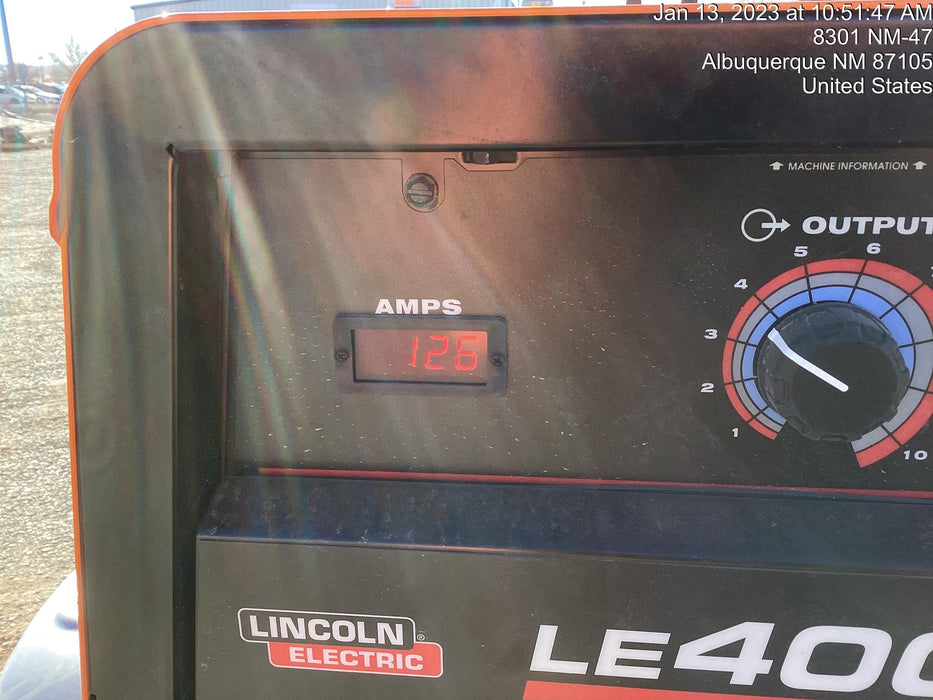 Jan 13, 2023 at 10:51:47 AM
8301 NM-47
Albuquerque NM 87105
United States
MACHINE INFORMATION
OUTPUT
AMPS
126
1
2
3
4
5
6
10
LINCOLN®
ELECTRIC
LE400